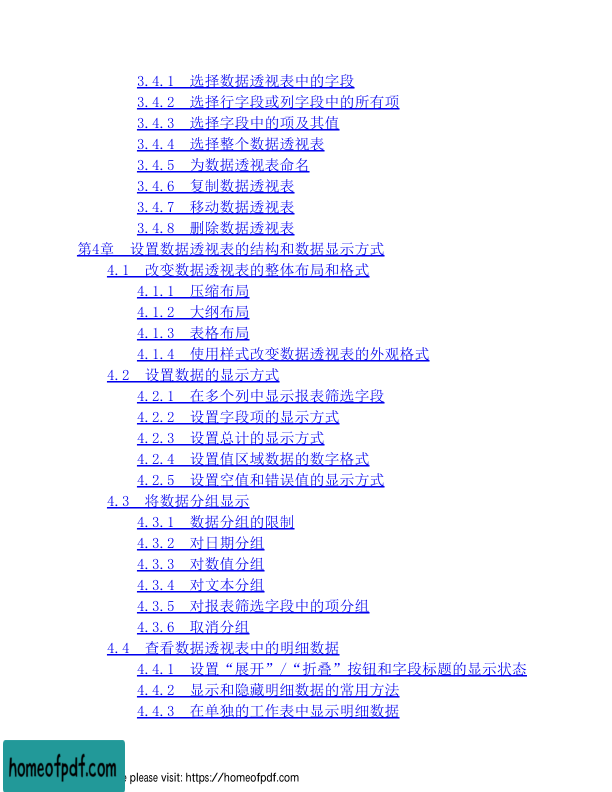 3.4.1 选择数据透视表中的字段
3.4.2 选择行字段或列字段中的所有项
3.4.3 选择字段中的项及其值
3.4.4 选择整个数据透视表
3.4.5 为数据透视表命名
3.4.6 复制数据透视表
3.4.7 移动数据透视表
3.4.8 删除数据透视表
第4章 设置数据透视表的结构和数据显示方式
4.1 改变数据透视表的整体布局和格式
4.1.1 压缩布局
4.1.2 大纲布局
4.1.3 表格布局
4.1.4 使用样式改变数据透视表的外观格式
4.2 设置数据的显示方式
4.2.1 在多个列中显示报表筛选字段
4.2.2 设置字段项的显示方式
4.2.3 设置总计的显示方式
4.2.4 设置值区域数据的数字格式
4.2.5 设置空值和错误值的显示方式
4.3 将数据分组显示
4.3.1 数据分组的限制
4.3.2 对日期分组
4.3.3 对数值分组
4.3.4 对文本分组
4.3.5 对报表筛选字段中的项分组
4.3.6 取消分组
4.4 查看数据透视表中的明细数据
4.4.1 设置“展开”/“折叠”按钮和字段标题的显示状态
4.4.2 显示和隐藏明细数据的常用方法
4.4.3 在单独的工作表中显示明细数据
homeofpdf.com
e please visit: https://homeofpdf.com